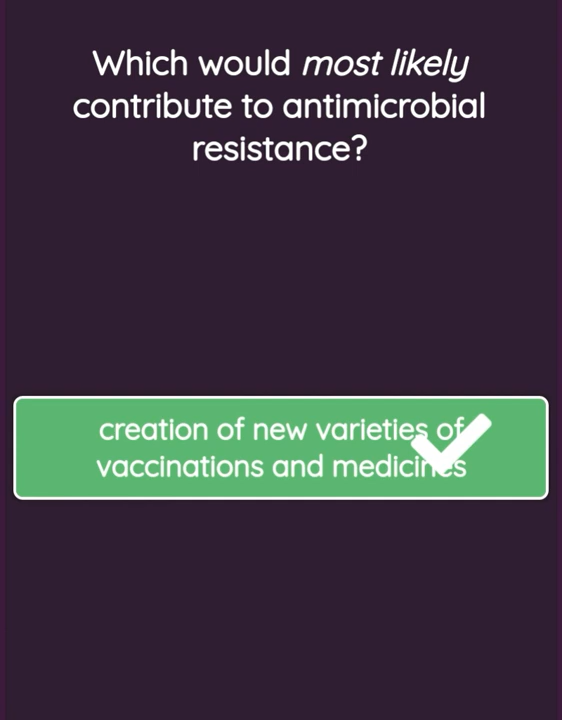 Which would most likely
contribute to antimicrobial
resistance?
creation of new varieties of
vaccinations and medicines